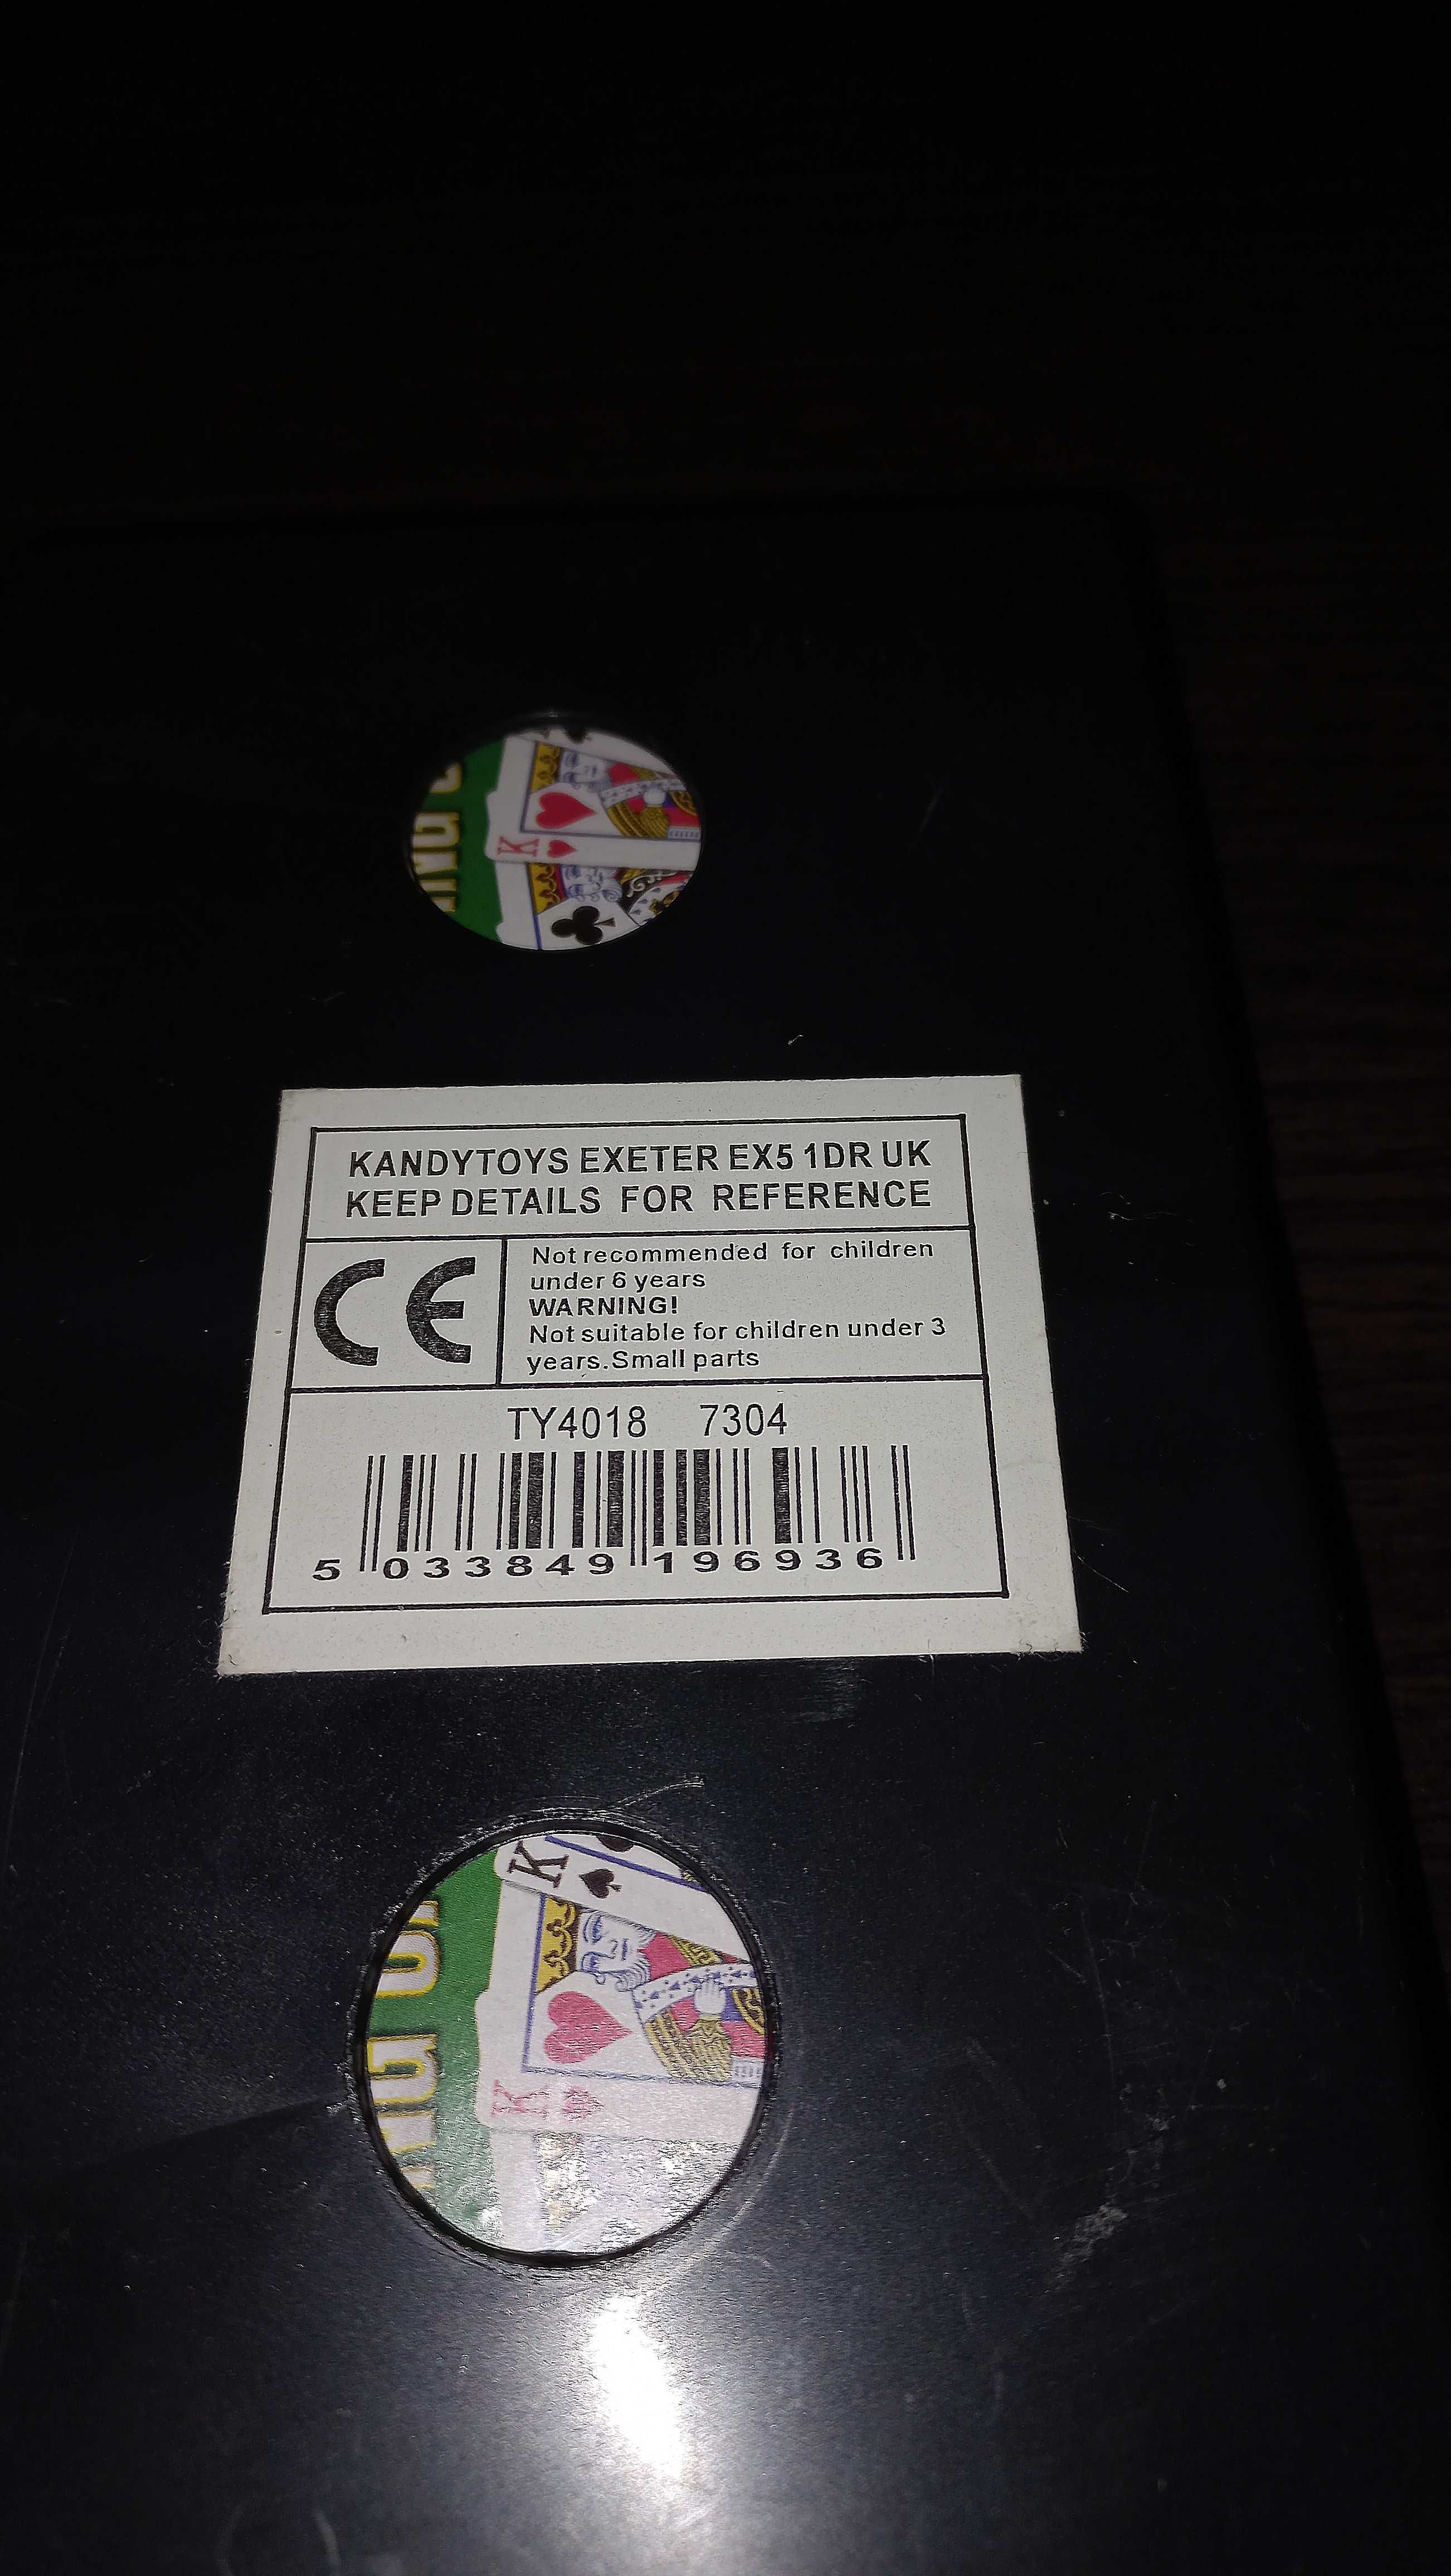 K
KANDYTOYS EXETER EX5 1DR UK
KEEP DETAILS FOR REFERENCE
CE
Not recommended for children
under 6 years
WARNING!
Not suitable for children under 3
years.Small parts
TY4018 7304
5 033849 196936
K
K